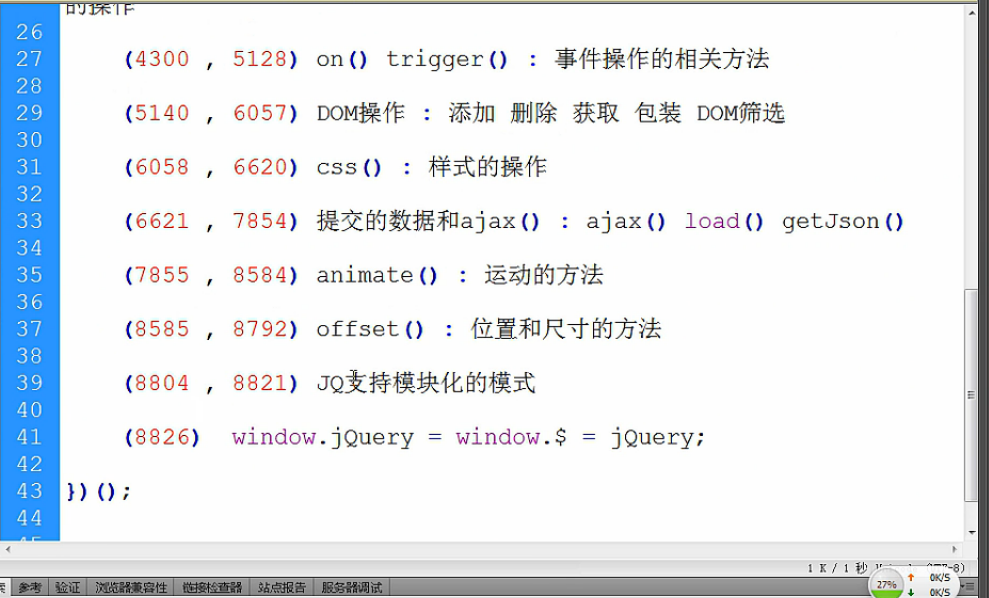 的操作
26
27 (4300 , 5128) on() trigger() : 事件操作的相关方法
28
29 (5140 , 6057) DOM操作 : 添加 删除 获取 包装 DOM筛选
30
31 (6058 , 6620) css() : 样式的操作
32
33 (6621 , 7854) 提交的数据和ajax() : ajax() load() getJson()
34
35 (7855 , 8584) animate() : 运动的方法
36
37 (8585 , 8792) offset() : 位置和尺寸的方法
38
39 (8804 , 8821) JQ支持模块化的模式
40
41 (8826) window.jQuery = window.$ = jQuery;
42
43 })();
44
45
1 K / 1 秒
参考 验证 浏览器兼容性 链接检查器 站点报告 服务器调试
27% 0K/S
0K/S